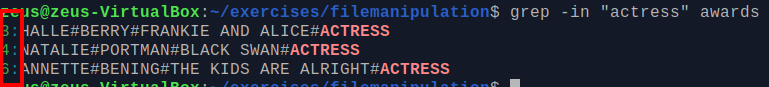 zeus@zeus-VirtualBox:~/exercises/filemanipulation$ grep -in "actress" awards
3:HALLE#BERRY#FRANKIE AND ALICE#ACTRESS
4:NATALIE#PORTMAN#BLACK SWAN#ACTRESS
6:ANNETTE#BENING#THE KIDS ARE ALRIGHT#ACTRESS
zeus@zeus-VirtualBox:~/exercises/filemanipulation$